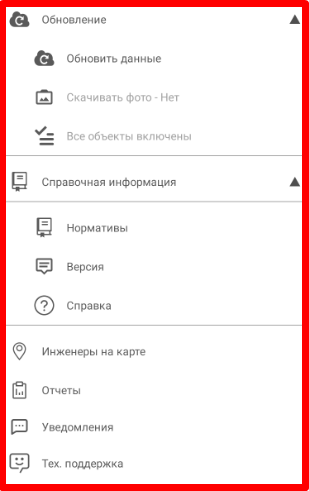 Обновление
Обновить данные
Скачивать фото - Нет
Все объекты включены
Справочная информация
Нормативы
Версия
Справка
Инженеры на карте
Отчеты
Уведомления
Тех. поддержка